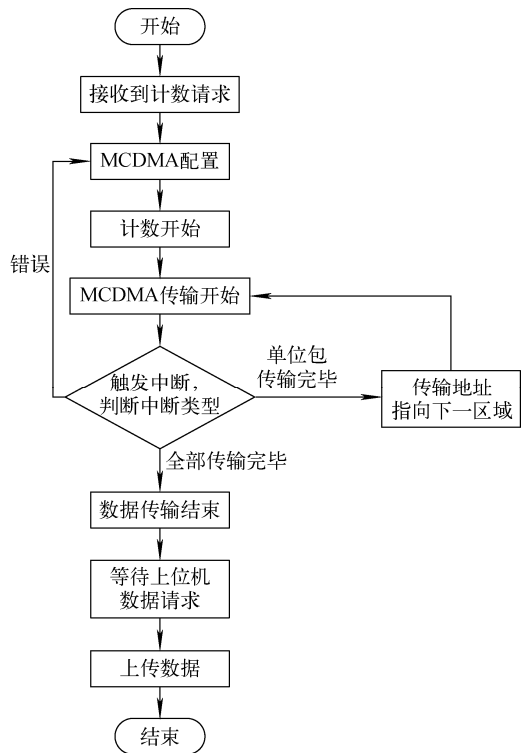 开始
接收到计数请求
MCDMA配置
计数开始
错误
MCDMA传输开始
触发中断,
判断中断类型
单位包
传输完毕
传输地址
指向下一区域
全部传输完毕
数据传输结束
等待上位机
数据请求
上传数据
结束